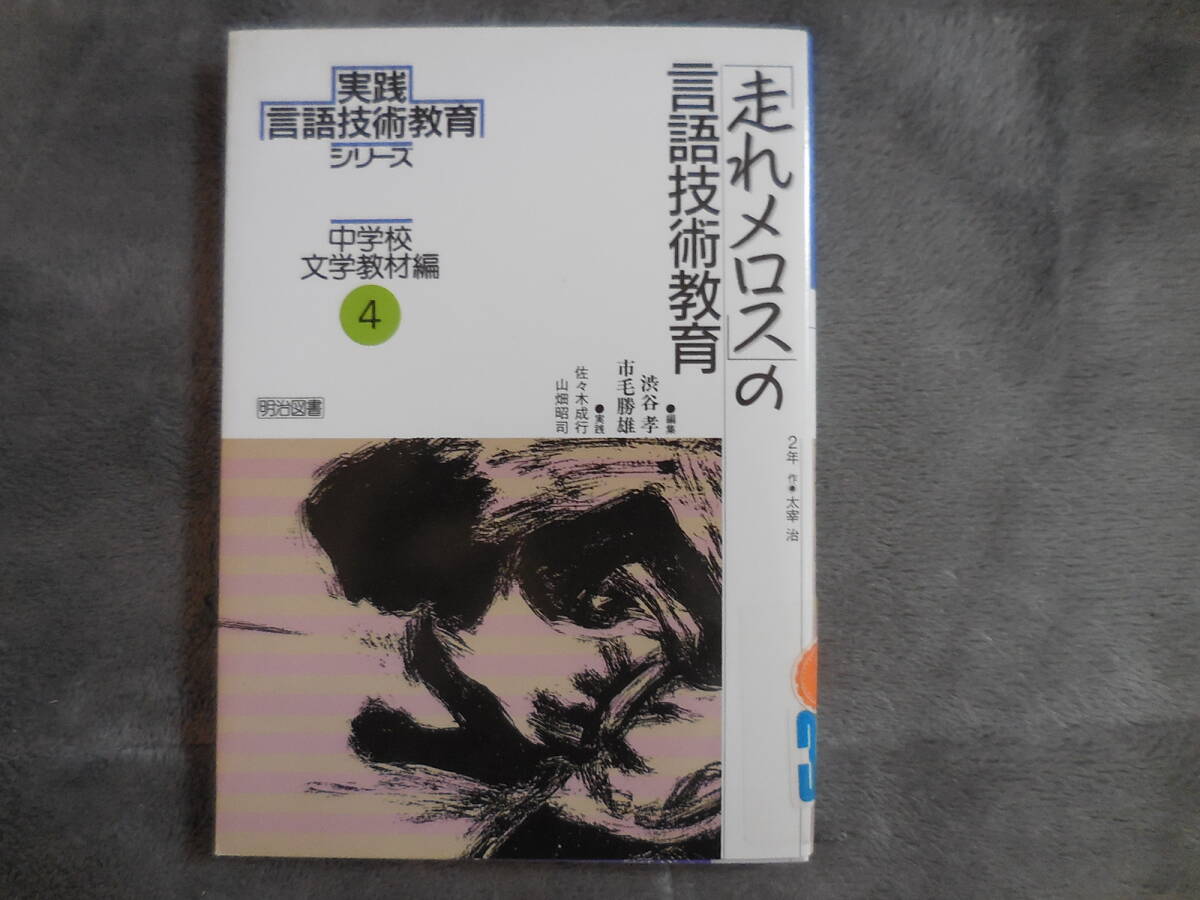 「走れメロス」の
言語技術教育
2年 作●太宰 治
実践
言語技術教育
シリーズ
中学校
文学教材編
4
●編集
渋谷 孝
市毛勝雄
●実践
佐々木成行
山畑昭司
明治図書
3